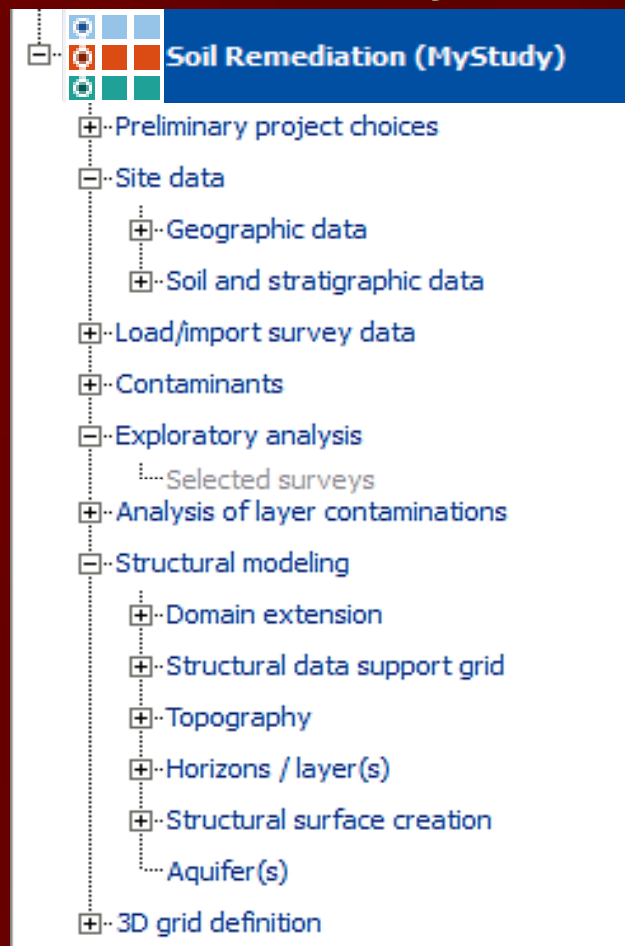 Soil Remediation (MyStudy)
Preliminary project choices
Site data
Geographic data
Soil and stratigraphic data
Load/import survey data
Contaminants
Exploratory analysis
Selected surveys
Analysis of layer contaminations
Structural modeling
Domain extension
Structural data support grid
Topography
Horizons / layer(s)
Structural surface creation
Aquifer(s)
3D grid definition